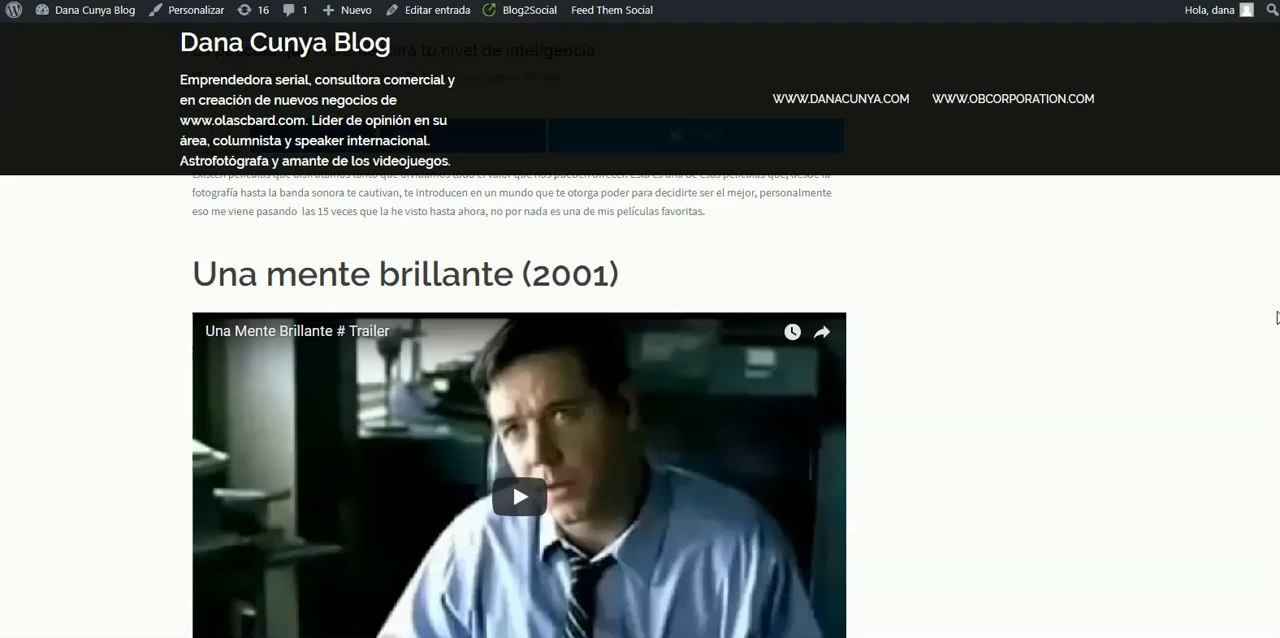 Dana Cunya Blog Personalizar 16 1 Nuevo Editar entrada Blog2Social Feed Them Social Hola, dana
Dana Cunya Blog
ará tu nivel de inteligencia
Emprendedora serial, consultora comercial y
en creación de nuevos negocios de
www.olascbard.com. Líder de opinión en su
área, columnista y speaker internacional.
Astrofotógrafa y amante de los videojuegos.
WWW.DANACUNYA.COM WWW.OBCORPORATION.COM
Existen películas que disfrutamos tanto que olvidamos todo el valor que nos pueden ofrecer. Esta es una de esas películas que, desde la
fotografía hasta la banda sonora te cautivan, te introducen en un mundo que te otorga poder para decidirte ser el mejor, personalmente
eso me viene pasando las 15 veces que la he visto hasta ahora, no por nada es una de mis películas favoritas.
Una mente brillante (2001)
Una Mente Brillante # Trailer